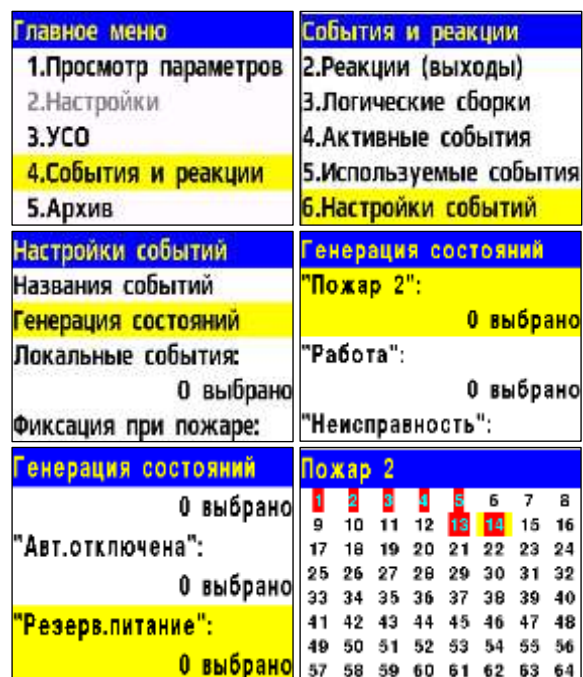 Главное меню
1.Просмотр параметров
2.Настройки
3.УСО
4.События и реакции
5.Архив
События и реакции
2.Реакции (выходы)
3.Логические сборки
4.Активные события
5.Используемые события
6.Настройки событий
Настройки событий
Названия событий
Генерация состояний
Локальные события:
0 выбрано
Фиксация при пожаре:
Генерация состояний
"Пожар 2":
0 выбрано
"Работа":
0 выбрано
"Неисправность":
Генерация состояний
0 выбрано
"Авт.отключена":
0 выбрано
"Резерв.питание":
0 выбрано
Пожар 2
1 2 3 4 5 6 7 8
9 10 11 12 13 14 15 16
17 18 19 20 21 22 23 24
25 26 27 28 29 30 31 32
33 34 35 36 37 38 39 40
41 42 43 44 45 46 47 48
49 50 51 52 53 54 55 56
57 58 59 60 61 62 63 64